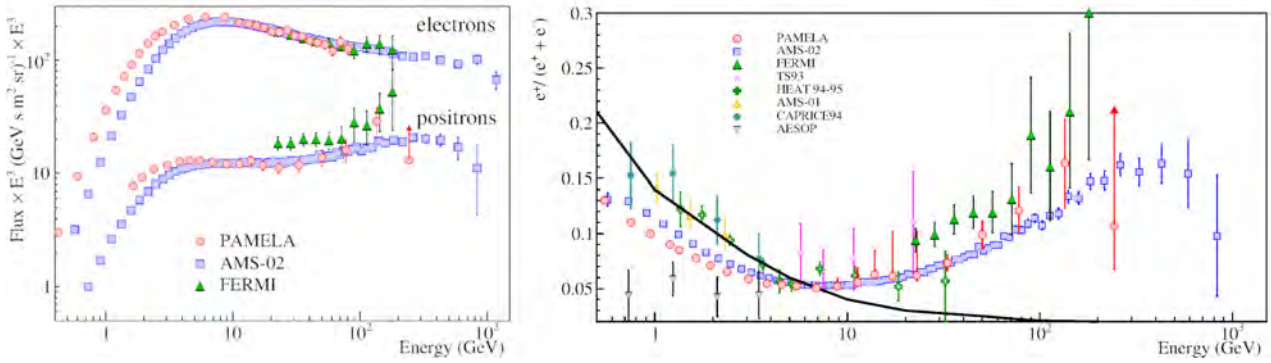 Flux × E³ (GeV s m² sr)⁻¹ × E³
electrons
positrons
10²
10
1
PAMELA
AMS-02
FERMI
1
10
10²
10³
Energy (GeV)
e⁺/ (e⁺ + e⁻)
0.3
0.25
0.2
0.15
0.1
0.05
PAMELA
AMS-02
FERMI
TS93
HEAT 94-95
AMS-01
CAPRICE94
AESOP
1
10
10²
10³
Energy (GeV)